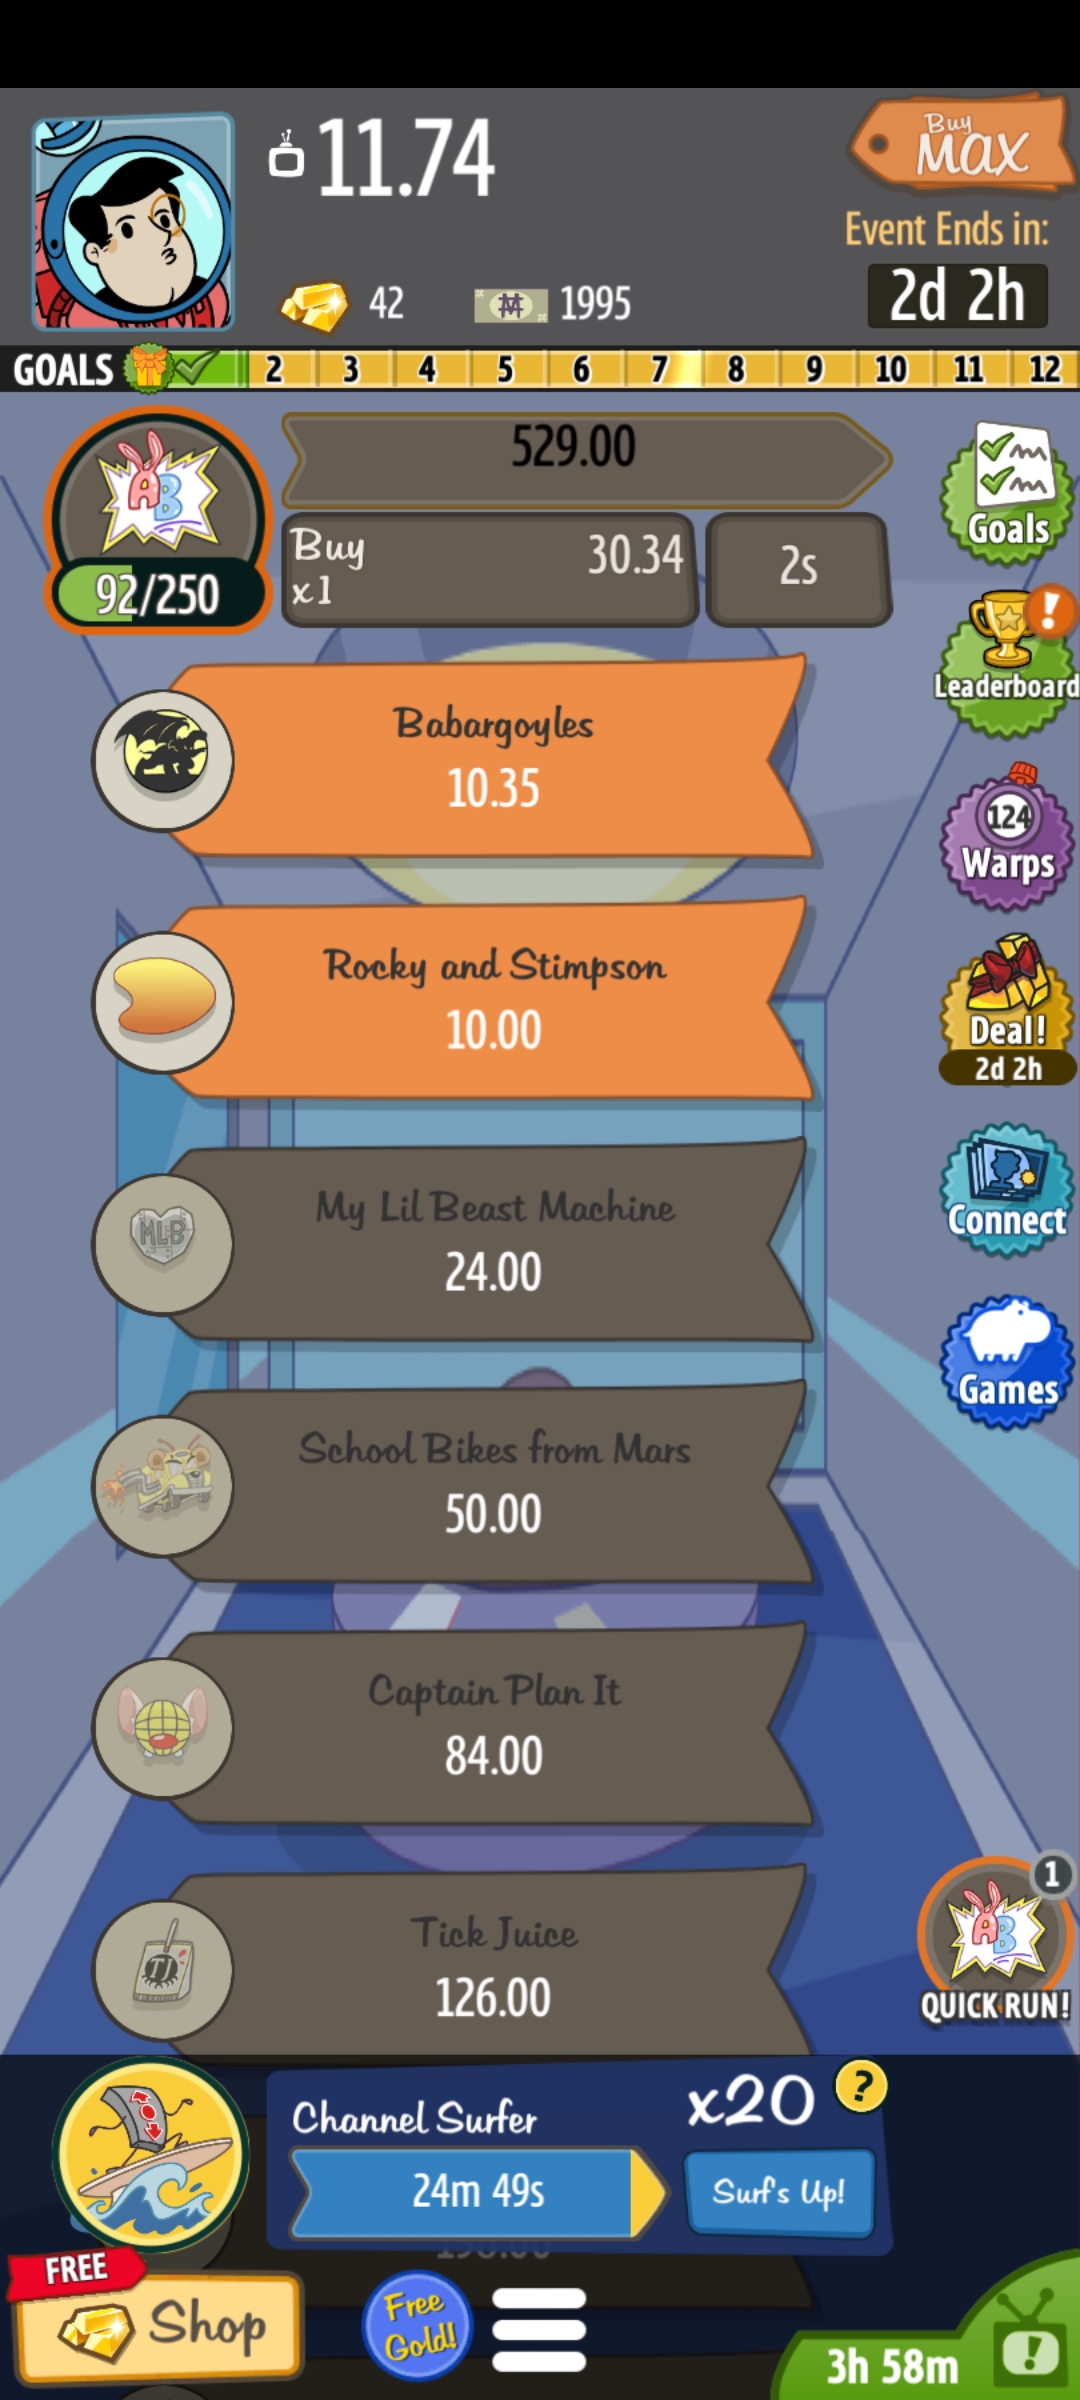 11.74
Buy
Max
Event Ends in:
42
1995
2d 2h
GOALS 2 3 4 5 6 7 8 9 10 11 12
AB
529.00
Buy
x1
30.34
2s
92/250
Goals
!
Leaderboard
Babargoyles
10.35
124
Warps
Rocky and Stimpson
10.00
Deal!
2d 2h
MLB
My Lil Beast Machine
24.00
Connect
School Bikes from Mars
50.00
Games
Captain Plan It
84.00
TJ
Tick Juice
126.00
1
AB
QUICK RUN!
Channel Surfer
x20
?
24m 49s
Surf's Up!
FREE
Shop
Free
Gold!
3h 58m
!